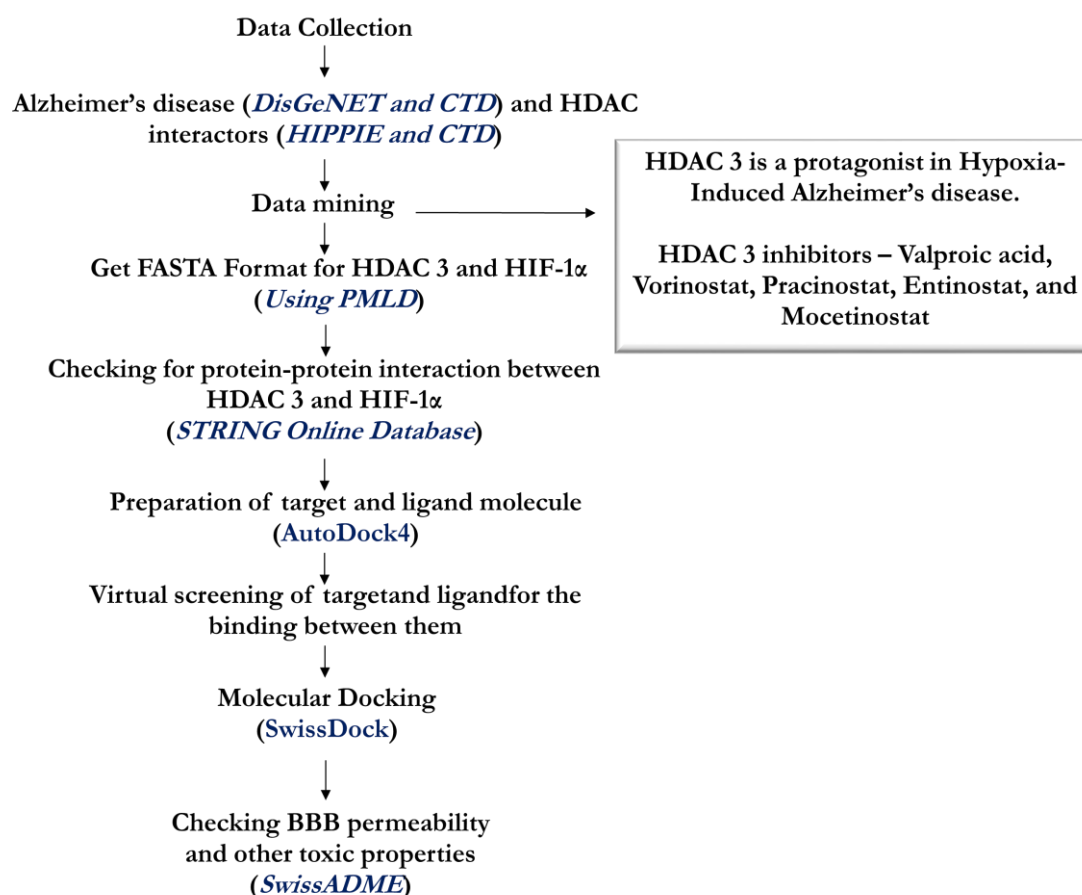 Data Collection
Alzheimer's disease (DisGeNET and CTD) and HDAC
interactors (HIPPIE and CTD)
Data mining
HDAC 3 is a protagonist in Hypoxia-
Induced Alzheimer's disease.
HDAC 3 inhibitors – Valproic acid,
Vorinostat, Pracinostat, Entinostat, and
Mocetinostat
Get FASTA Format for HDAC 3 and HIF-1α
(Using PMLD)
Checking for protein-protein interaction between
HDAC 3 and HIF-1α
(STRING Online Database)
Preparation of target and ligand molecule
(AutoDock4)
Virtual screening of targetand ligandfor the
binding between them
Molecular Docking
(SwissDock)
Checking BBB permeability
and other toxic properties
(SwissADME)